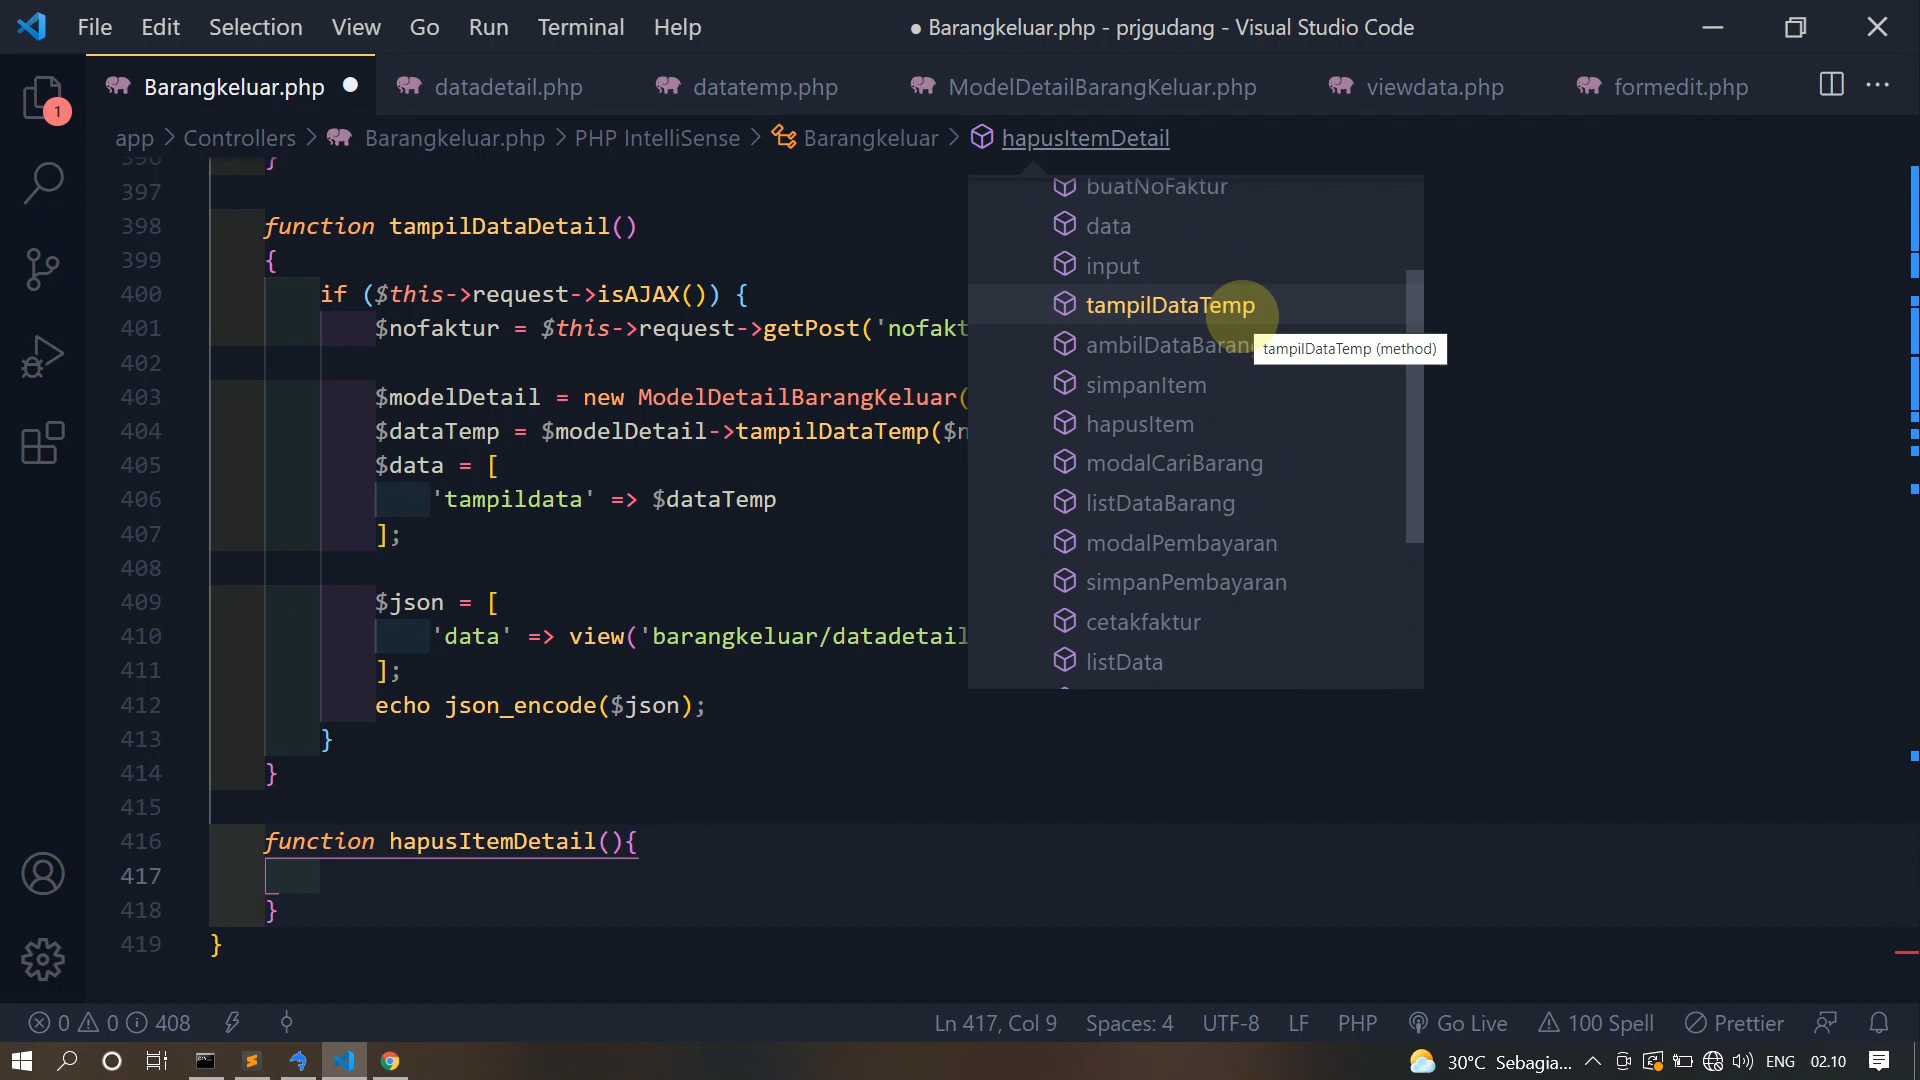 File Edit Selection View Go Run Terminal Help
● Barangkeluar.php - prjgudang - Visual Studio Code
Barangkeluar.php datadetail.php datatemp.php ModelDetailBarangKeluar.php viewdata.php formedit.php
1
app > Controllers > Barangkeluar.php > PHP IntelliSense > Barangkeluar > hapusItemDetail
396 }
397
398 function tampilDataDetail()
399 {
400 if ($this->request->isAJAX()) {
401 $nofaktur = $this->request->getPost('nofakt
402
403 $modelDetail = new ModelDetailBarangKeluar(
404 $dataTemp = $modelDetail->tampilDataTemp($n
405 $data = [
406 'tampildata' => $dataTemp
407 ];
408
409 $json = [
410 'data' => view('barangkeluar/datadetail
411 ];
412 echo json_encode($json);
413 }
414 }
415
416 function hapusItemDetail(){
417
418 }
419 }
buatNoFaktur
data
input
tampilDataTemp
ambilDataBarang
tampilDataTemp (method)
simpanItem
hapusItem
modalCariBarang
listDataBarang
modalPembayaran
simpanPembayaran
cetakfaktur
listData
0 0 408
Ln 417, Col 9 Spaces: 4 UTF-8 LF PHP Go Live 100 Spell Prettier
30°C Sebagia... ENG 02.10